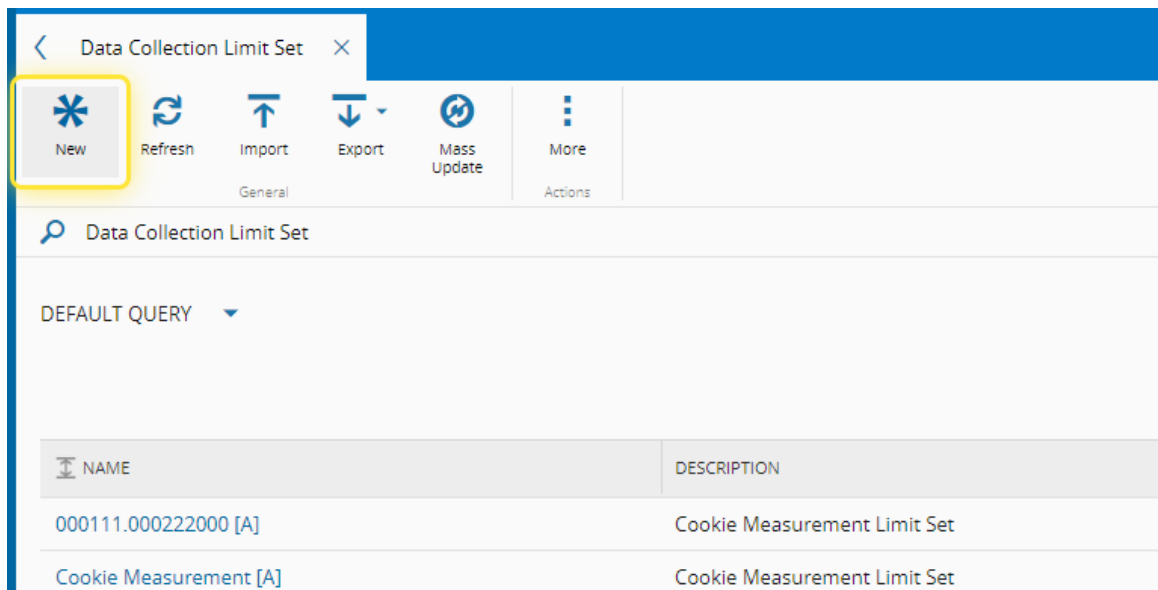 Data Collection Limit Set
New
Refresh
Import
Export
Mass
Update
More
General
Actions
Data Collection Limit Set
DEFAULT QUERY
NAME
DESCRIPTION
000111.000222000 [A]
Cookie Measurement Limit Set
Cookie Measurement [A]
Cookie Measurement Limit Set